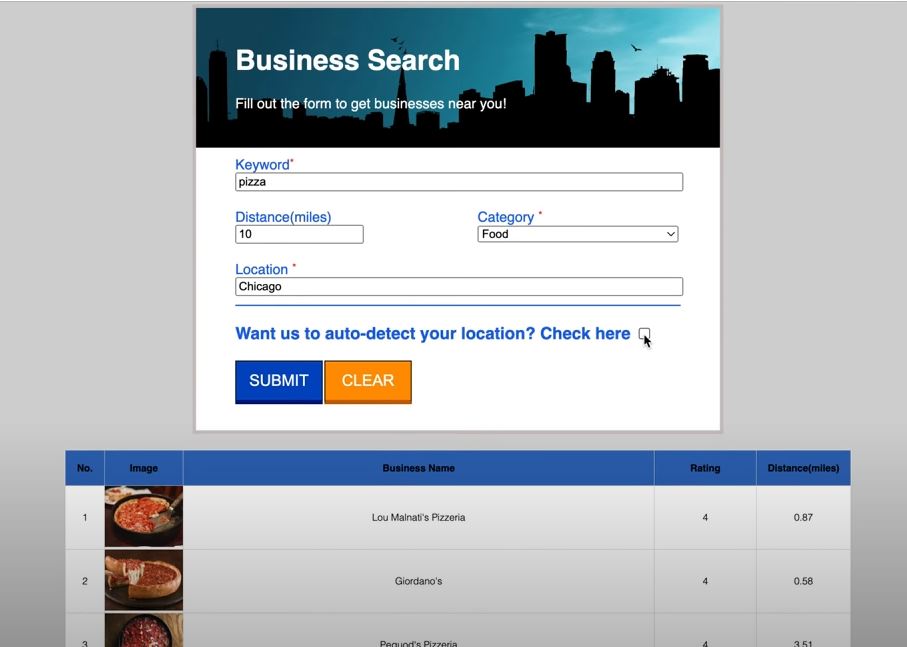 Business Search
Fill out the form to get businesses near you!
Keyword*
pizza
Distance(miles) Category *
10 Food
Location *
Chicago
Want us to auto-detect your location? Check here
SUBMIT CLEAR
No. Image Business Name Rating Distance(miles)
1 Lou Malnati's Pizzeria 4 0.87
2 Giordano's 4 0.58
3 Pequod's Pizzeria 4 3.51